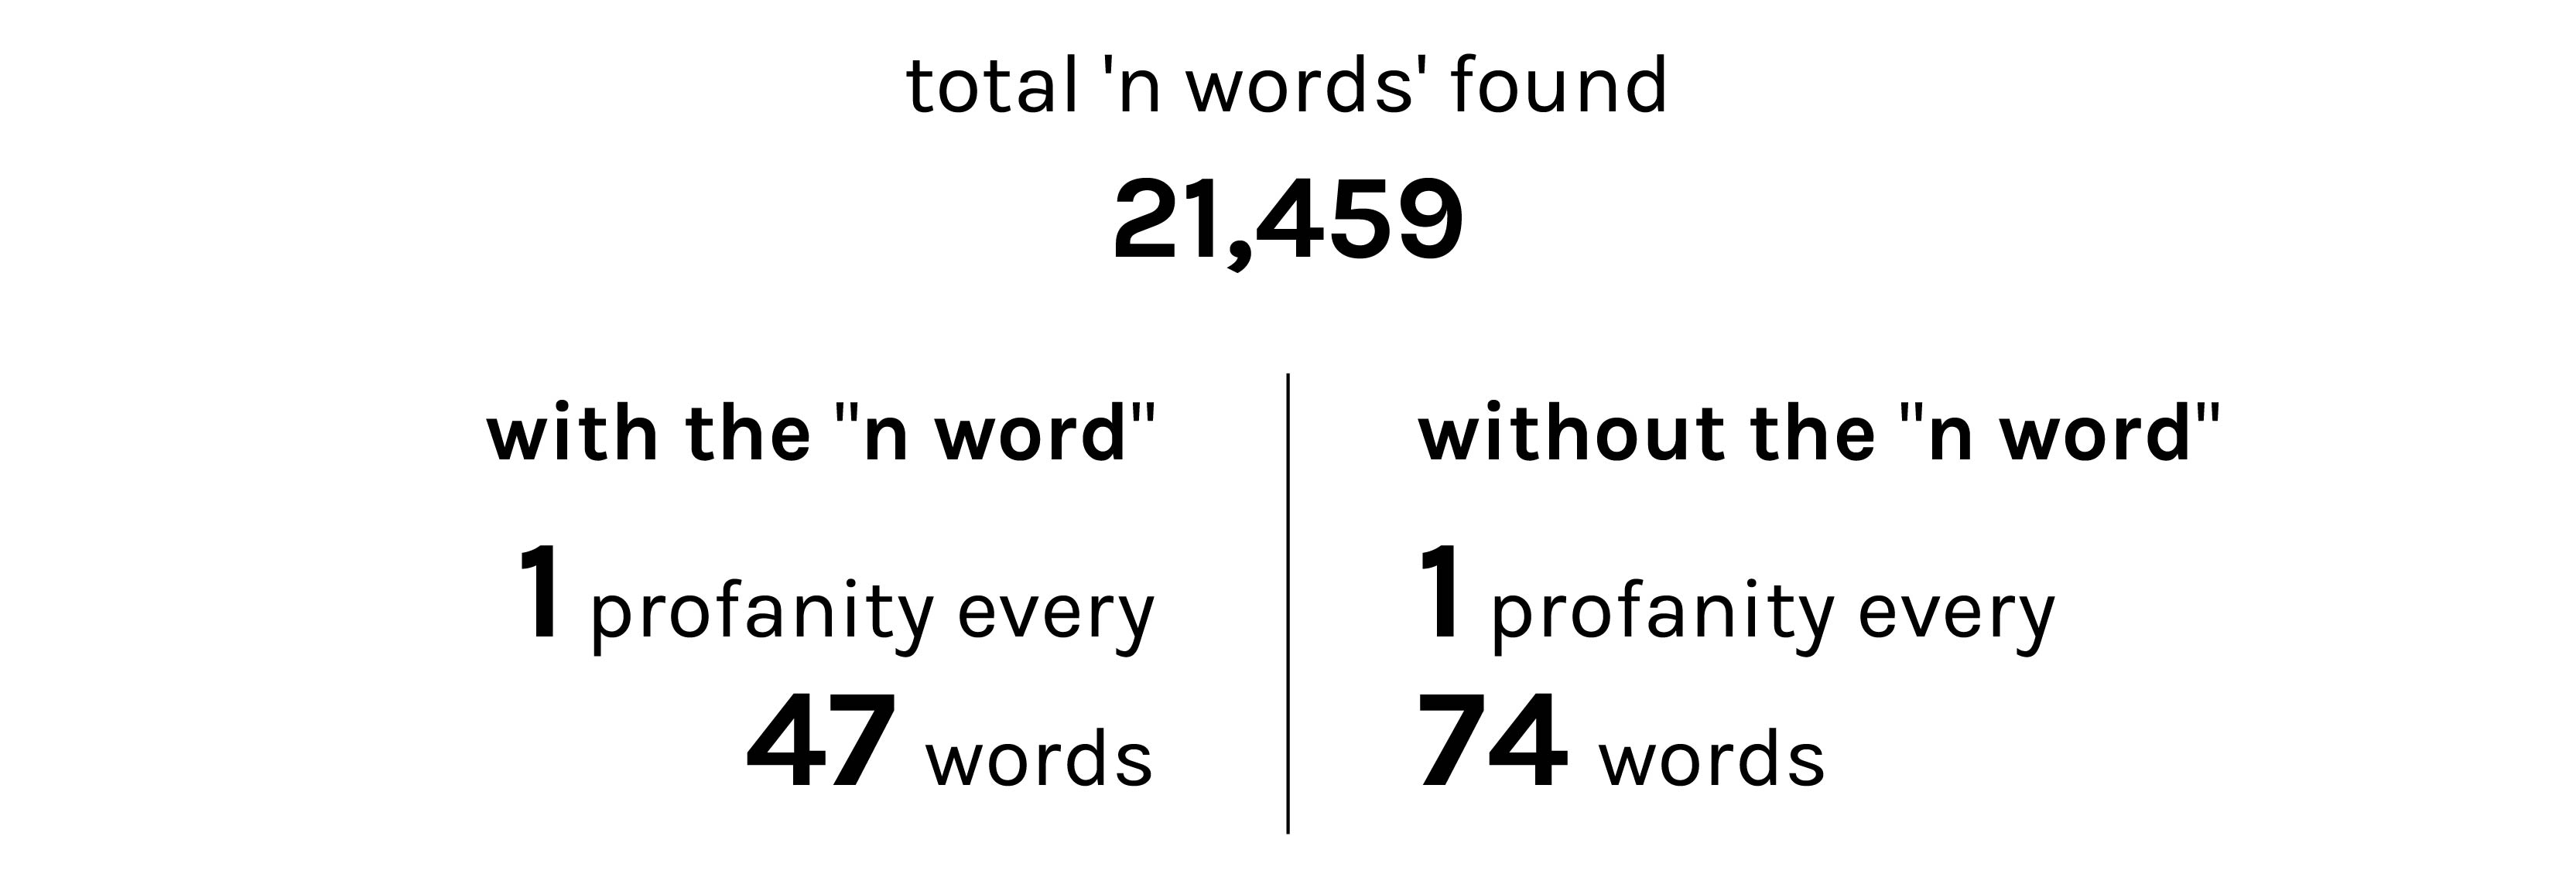 total 'n words' found
21,459
with the "n word"
1 profanity every
47 words
without the "n word"
1 profanity every
74 words